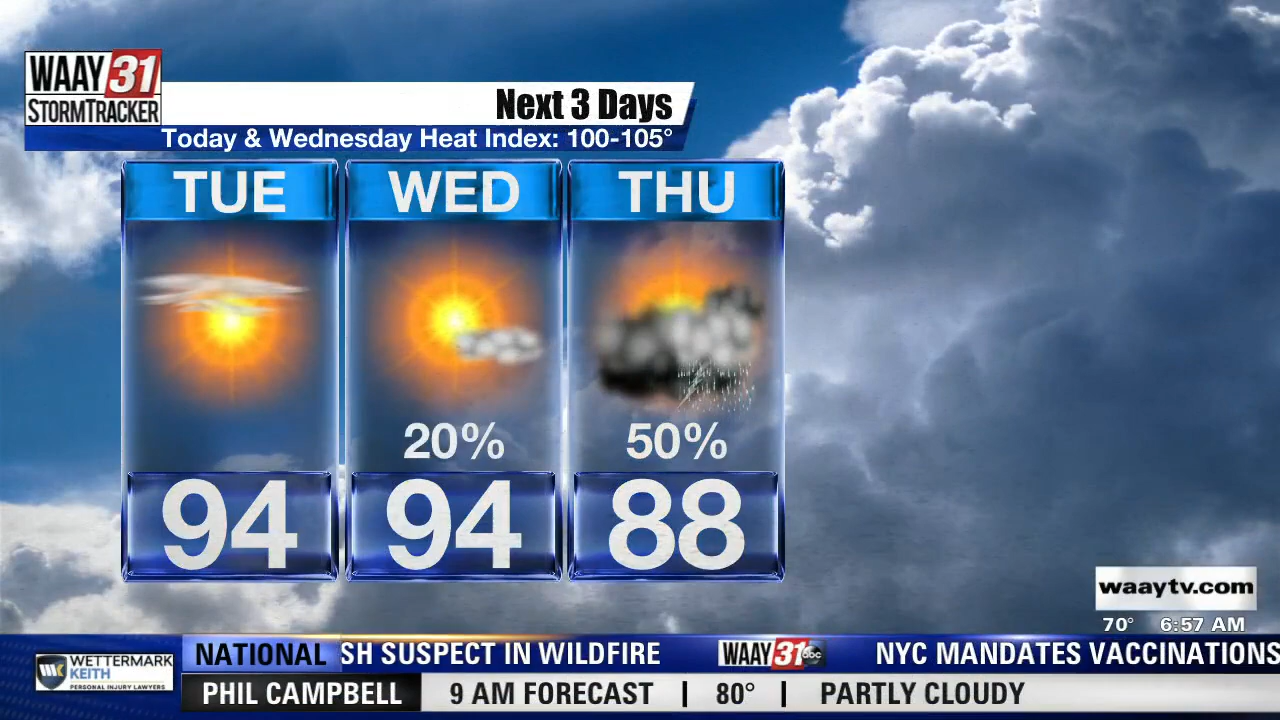 WAAY 31
STORMTRACKER
Next 3 Days
Today & Wednesday Heat Index: 100-105°
TUE WED THU
20% 50%
94 94 88
waaytv.com
70° 6:57 AM
WETTERMARK
KEITH
PERSONAL INJURY LAWYERS
NATIONAL SH SUSPECT IN WILDFIRE WAAY 31 abc NYC MANDATES VACCINATIONS
PHIL CAMPBELL 9 AM FORECAST | 80° | PARTLY CLOUDY